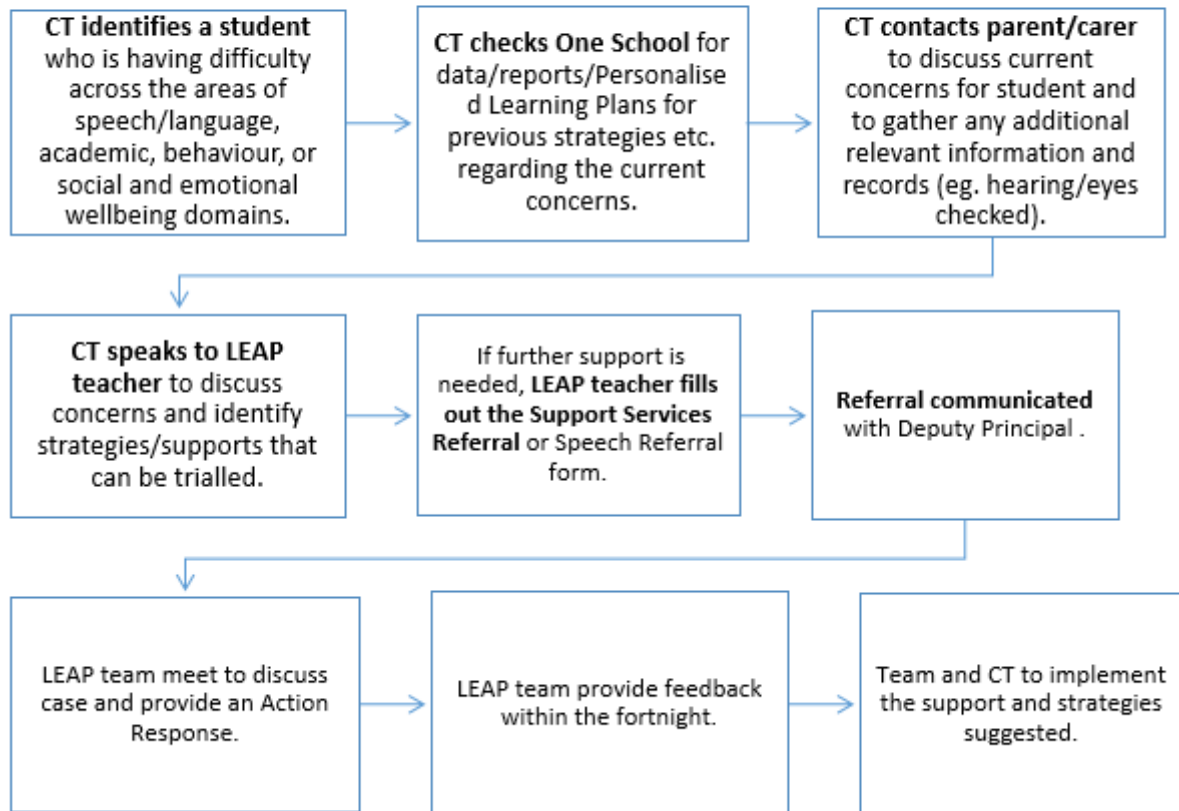 CT identifies a student
who is having difficulty
across the areas of
speech/language,
academic, behaviour, or
social and emotional
wellbeing domains.
CT checks One School for
data/reports/Personalise
d Learning Plans for
previous strategies etc.
regarding the current
concerns.
CT contacts parent/carer
to discuss current
concerns for student and
to gather any additional
relevant information and
records (eg. hearing/eyes
checked).
CT speaks to LEAP
teacher to discuss
concerns and identify
strategies/supports that
can be trialled.
If further support is
needed, LEAP teacher fills
out the Support Services
Referral or Speech Referral
form.
Referral communicated
with Deputy Principal .
LEAP team meet to discuss
case and provide an Action
Response.
LEAP team provide feedback
within the fortnight.
Team and CT to implement
the support and strategies
suggested.